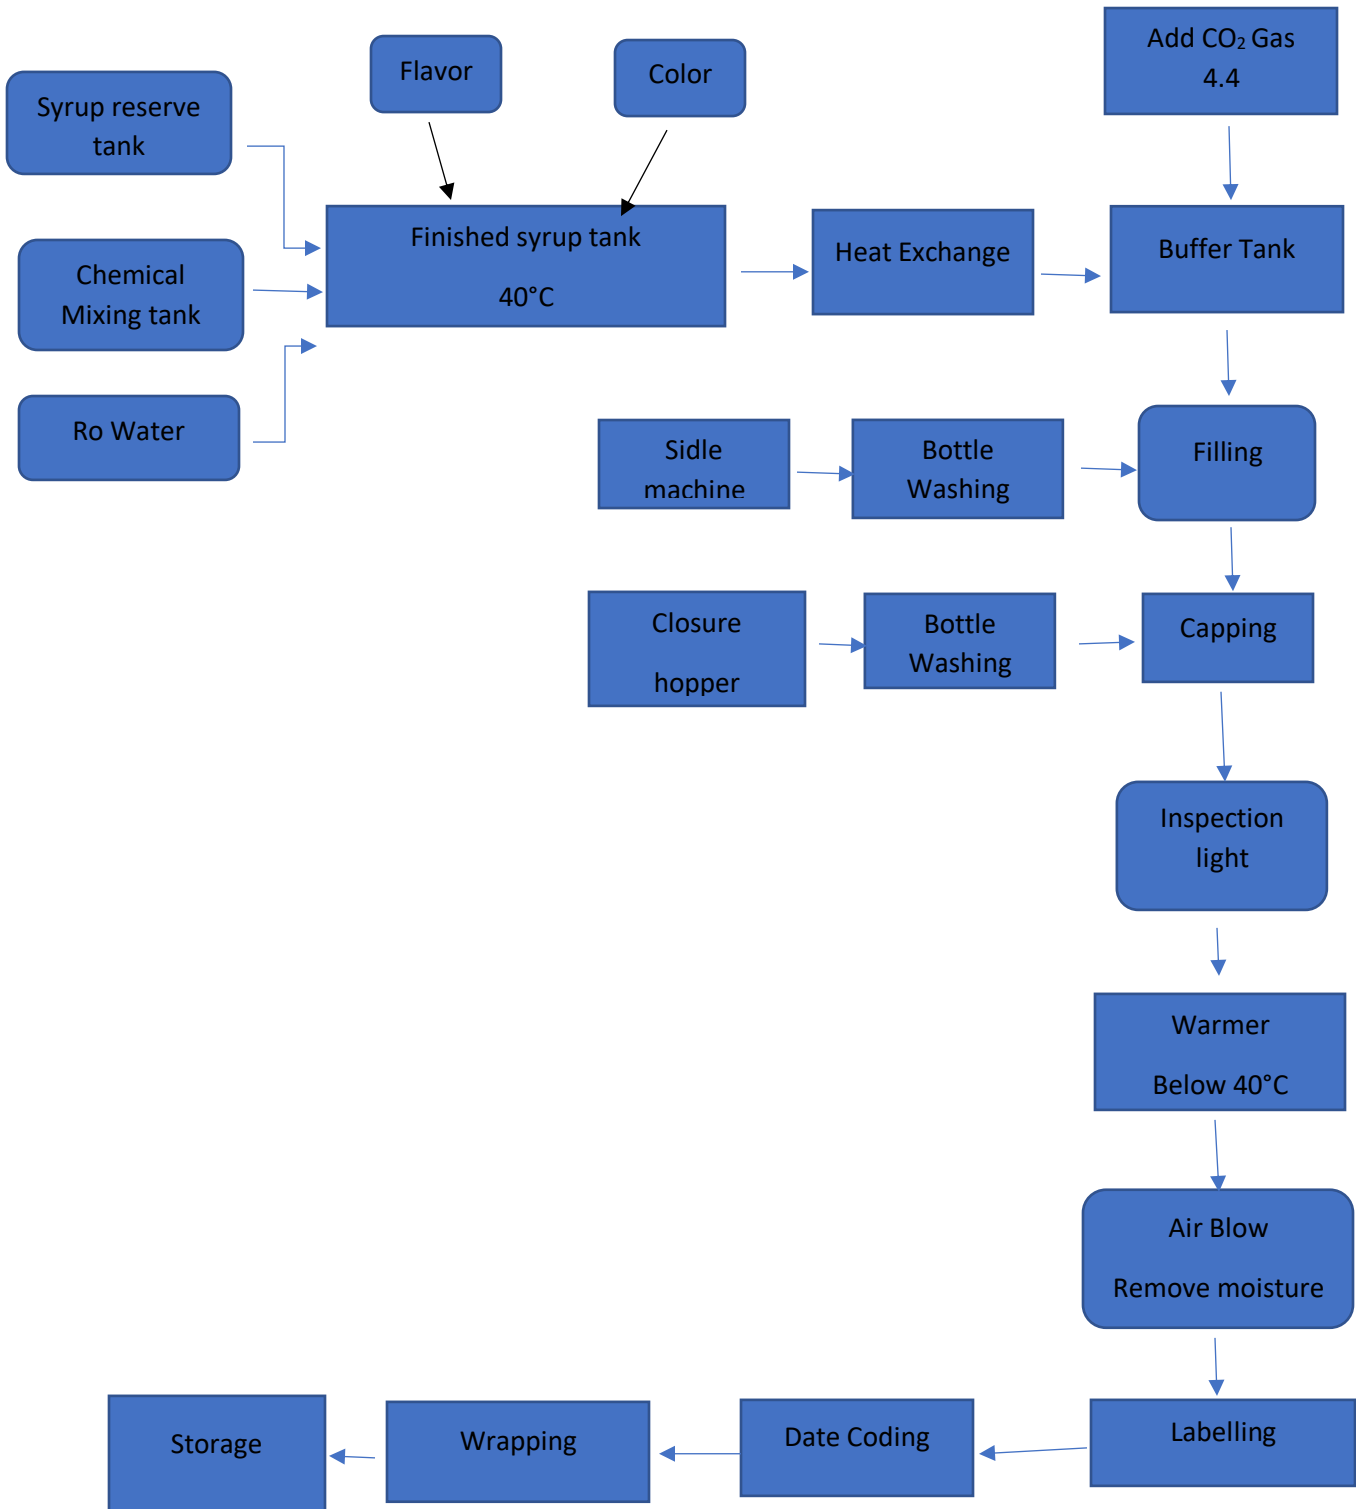 Add CO₂ Gas
4.4
Flavor
Color
Syrup reserve
tank
Finished syrup tank
40°C
Heat Exchange
Buffer Tank
Chemical
Mixing tank
Ro Water
Sidle
machine
Bottle
Washing
Filling
Closure
hopper
Bottle
Washing
Capping
Inspection
light
Warmer
Below 40°C
Air Blow
Remove moisture
Labelling
Date Coding
Wrapping
Storage